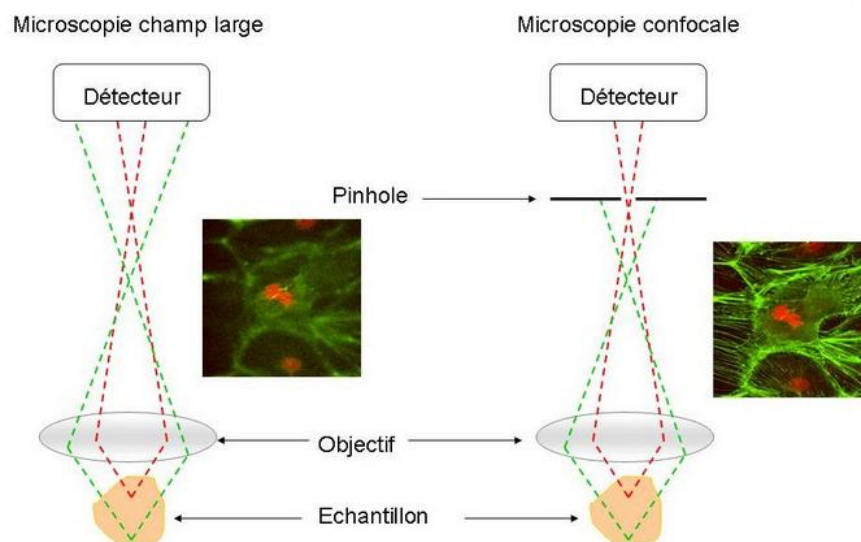 Microscopie champ large
Microscopie confocale
Détecteur
Détecteur
Pinhole
Objectif
Echantillon